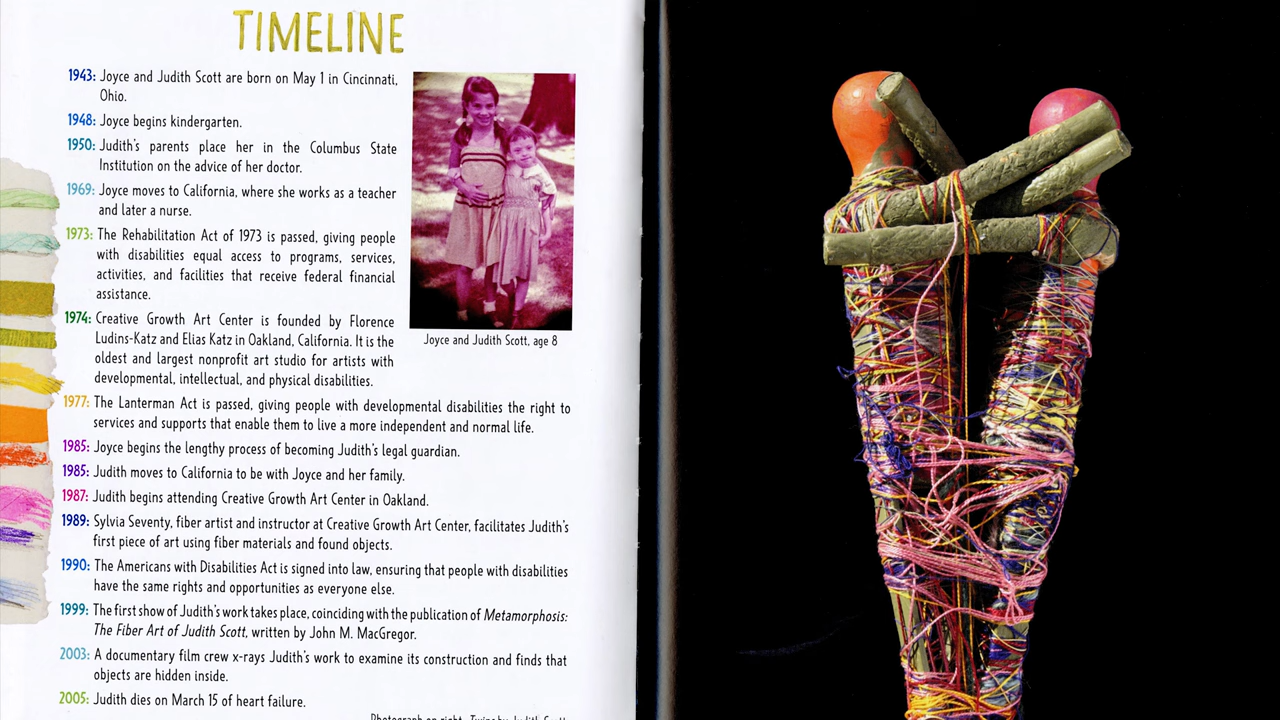 TIMELINE
1943: Joyce and Judith Scott are born on May 1 in Cincinnati,
Ohio.
1948: Joyce begins kindergarten.
1950: Judith's parents place her in the Columbus State
Institution on the advice of her doctor.
1969: Joyce moves to California, where she works as a teacher
and later a nurse.
1973: The Rehabilitation Act of 1973 is passed, giving people
with disabilities equal access to programs, services,
activities, and facilities that receive federal financial
assistance.
1974: Creative Growth Art Center is founded by Florence
Ludins-Katz and Elias Katz in Oakland, California. It is the
oldest and largest nonprofit art studio for artists with
developmental, intellectual, and physical disabilities.
Joyce and Judith Scott, age 8
1977: The Lanterman Act is passed, giving people with developmental disabilities the right to
services and supports that enable them to live a more independent and normal life.
1985: Joyce begins the lengthy process of becoming Judith's legal guardian.
1985: Judith moves to California to be with Joyce and her family.
1987: Judith begins attending Creative Growth Art Center in Oakland.
1989: Sylvia Seventy, fiber artist and instructor at Creative Growth Art Center, facilitates Judith's
first piece of art using fiber materials and found objects.
1990: The Americans with Disabilities Act is signed into law, ensuring that people with disabilities
have the same rights and opportunities as everyone else.
1999: The first show of Judith's work takes place, coinciding with the publication of Metamorphosis:
The Fiber Art of Judith Scott, written by John M. MacGregor.
2003: A documentary film crew x-rays Judith's work to examine its construction and finds that
objects are hidden inside.
2005: Judith dies on March 15 of heart failure.
Photograph on right, Twins by Judith Scott